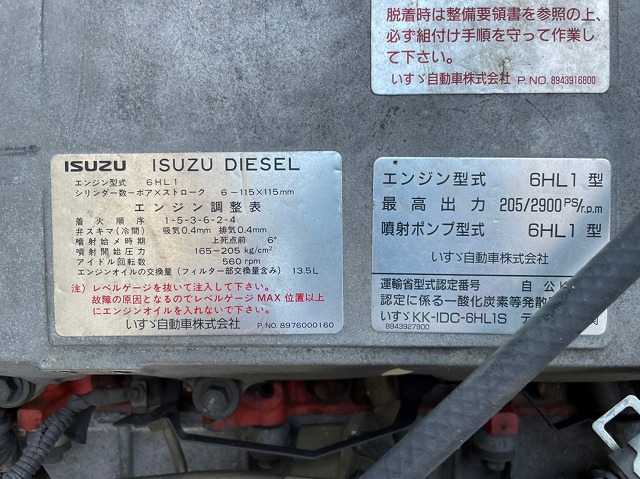 脱着時は整備要領書を参照の上、
必ず組付け手順を守って作業し
て下さい。
いすゞ自動車株式会社 P.NO.8943916800
ISUZU ISUZU DIESEL
エンジン型式 6HL1
シリンダー数－ボア×ストローク 6－115×115mm
エンジン調整表
着火順序 1-5-3-6-2-4
弁スキマ(冷間) 吸気0.4mm 排気0.4mm
噴射始メ時期 上死点前 6°
噴射開始圧力 165-205 kg/cm²
アイドル回転数 560 rpm
エンジンオイルの交換量(フィルター部交換量含み) 13.5L
注) レベルゲージを抜いて注入して下さい。
故障の原因となるのでレベルゲージMAX位置以上
にエンジンオイルを入れないで下さい。
いすゞ自動車株式会社 P.NO.8976000160
エンジン型式 6HL1型
最高出力 205/2900 PS/r.p.m
噴射ポンプ型式 6HL1型
いすゞ自動車株式会社
運輸省型式認定番号 自公ヒ
認定に係る一酸化炭素等発散
いすゞKK-IDC-6HL1S
8943927900